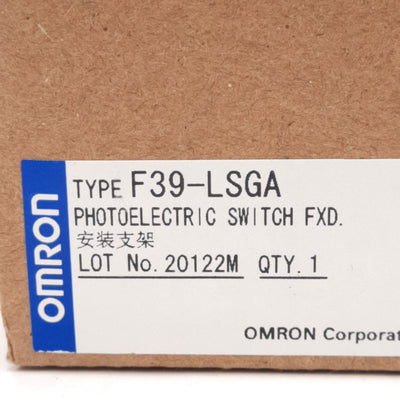 OMRON
TYPE F39-LSGA
PHOTOELECTRIC SWITCH FXD.
安装支架
LOT No. 20122M QTY. 1
OMRON Corporat